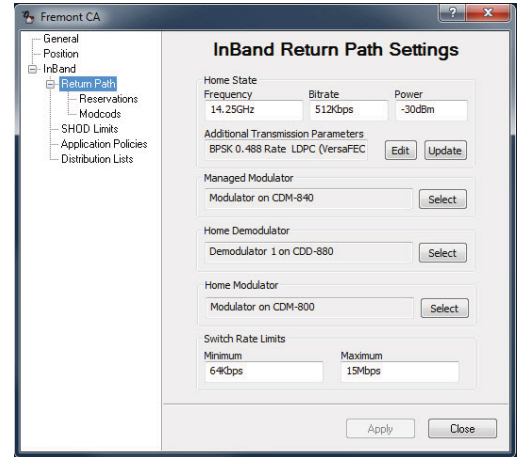 Fremont CA
General
Position
InBand
Return Path
Reservations
Modcods
SHOD Limits
Application Policies
Distribution Lists
InBand Return Path Settings
Home State
Frequency Bitrate Power
14.25GHz 512Kbps -30dBm
Additional Transmission Parameters
BPSK 0.488 Rate LDPC (VersaFEC Edit Update
Managed Modulator
Modulator on CDM-840 Select
Home Demodulator
Demodulator 1 on CDD-880 Select
Home Modulator
Modulator on CDM-800 Select
Switch Rate Limits
Minimum Maximum
64Kbps 15Mbps
Apply Close